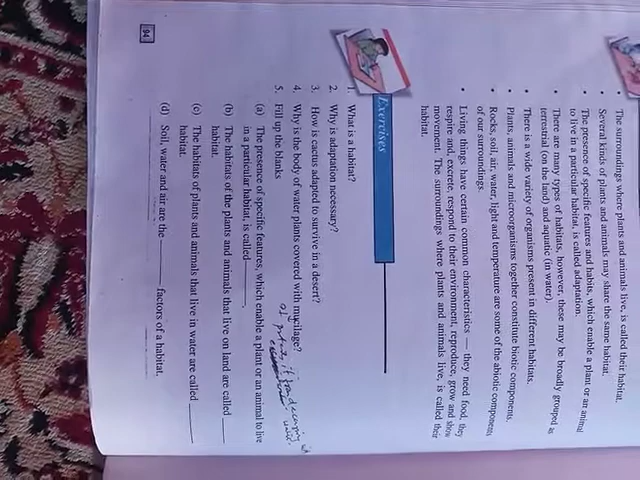 The surroundings where plants and animals live, is called their habitat.
Several kinds of plants and animals may share the same habitat.
The presence of specific features and habits, which enable a plant or an animal
to live in a particular habitat, is called adaptation.
There are many types of habitats, however, these may be broadly grouped as
terrestrial (on the land) and aquatic (in water).
There is a wide variety of organisms present in different habitats.
Plants, animals and microorganisms together constitute biotic components.
Rocks, soil, air, water, light and temperature are some of the abiotic components
of our surroundings.
Living things have certain common characteristics — they need food, they
respire and, excrete, respond to their environment, reproduce, grow and show
movement. The surroundings where plants and animals live, is called their
habitat.
Exercises
1. What is a habitat?
2. Why is adaptation necessary?
3. How is cactus adapted to survive in a desert?
4. Why is the body of water plants covered with mucilage?
5. Fill up the blanks
(a) The presence of specific features, which enable a plant or an animal to live
in a particular habitat, is called ______.
(b) The habitats of the plants and animals that live on land are called ______
habitat.
(c) The habitats of plants and animals that live in water are called ______
habitat.
(d) Soil, water and air are the ______ factors of a habitat.
94